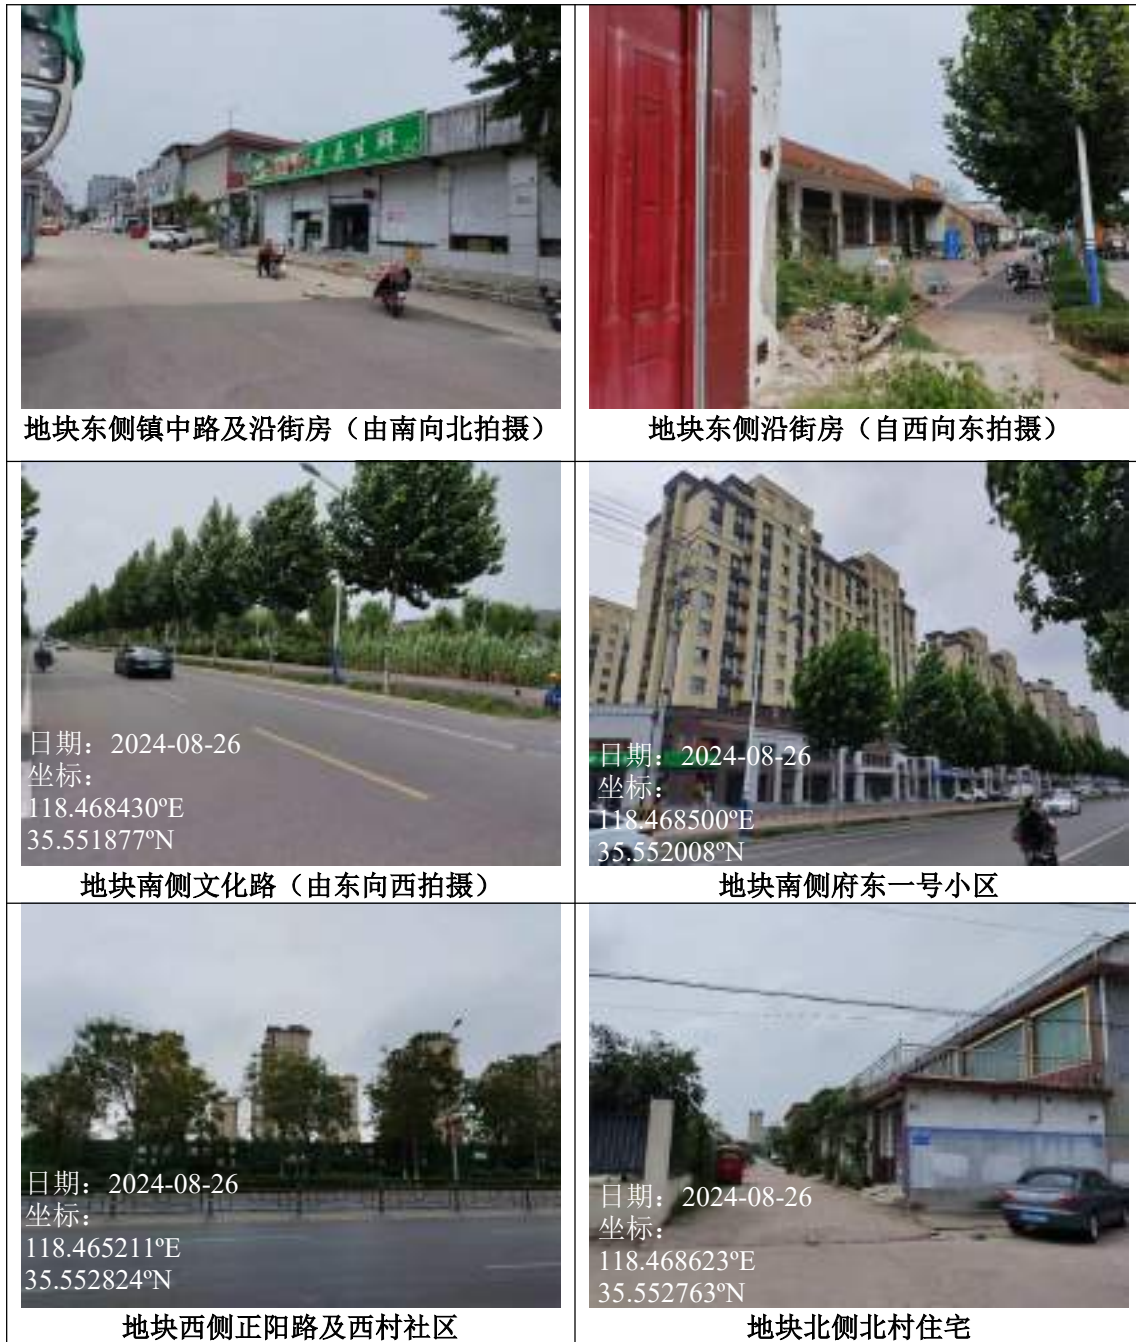 生鲜
地块东侧镇中路及沿街房（由南向北拍摄）
地块东侧沿街房（自西向东拍摄）
日期：2024-08-26
坐标：
118.468430ºE
35.551877ºN
地块南侧文化路（由东向西拍摄）
日期：2024-08-26
坐标：
118.468500ºE
35.552008ºN
地块南侧府东一号小区
日期：2024-08-26
坐标：
118.465211ºE
35.552824ºN
地块西侧正阳路及西村社区
日期：2024-08-26
坐标：
118.468623ºE
35.552763ºN
地块北侧北村住宅